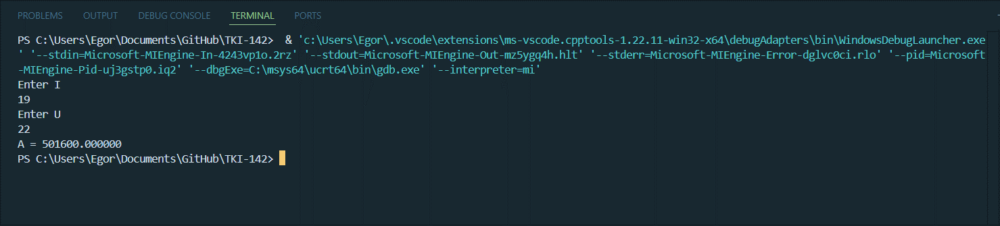 PROBLEMS OUTPUT DEBUG CONSOLE TERMINAL PORTS
PS C:\Users\Egor\Documents\GitHub\TKI-142>  & 'c:\Users\Egor\.vscode\extensions\ms-vscode.cpptools-1.22.11-win32-x64\debugAdapters\bin\WindowsDebugLauncher.exe
' '--stdin=Microsoft-MIEngine-In-4243vp1o.2rz' '--stdout=Microsoft-MIEngine-Out-mz5ygq4h.hlt' '--stderr=Microsoft-MIEngine-Error-dglvc0ci.rlo' '--pid=Microsoft
-MIEngine-Pid-uj3gstp0.iq2' '--dbgExe=C:\msys64\ucrt64\bin\gdb.exe' '--interpreter=mi'
Enter I
19
Enter U
22
A = 501600.000000
PS C:\Users\Egor\Documents\GitHub\TKI-142>